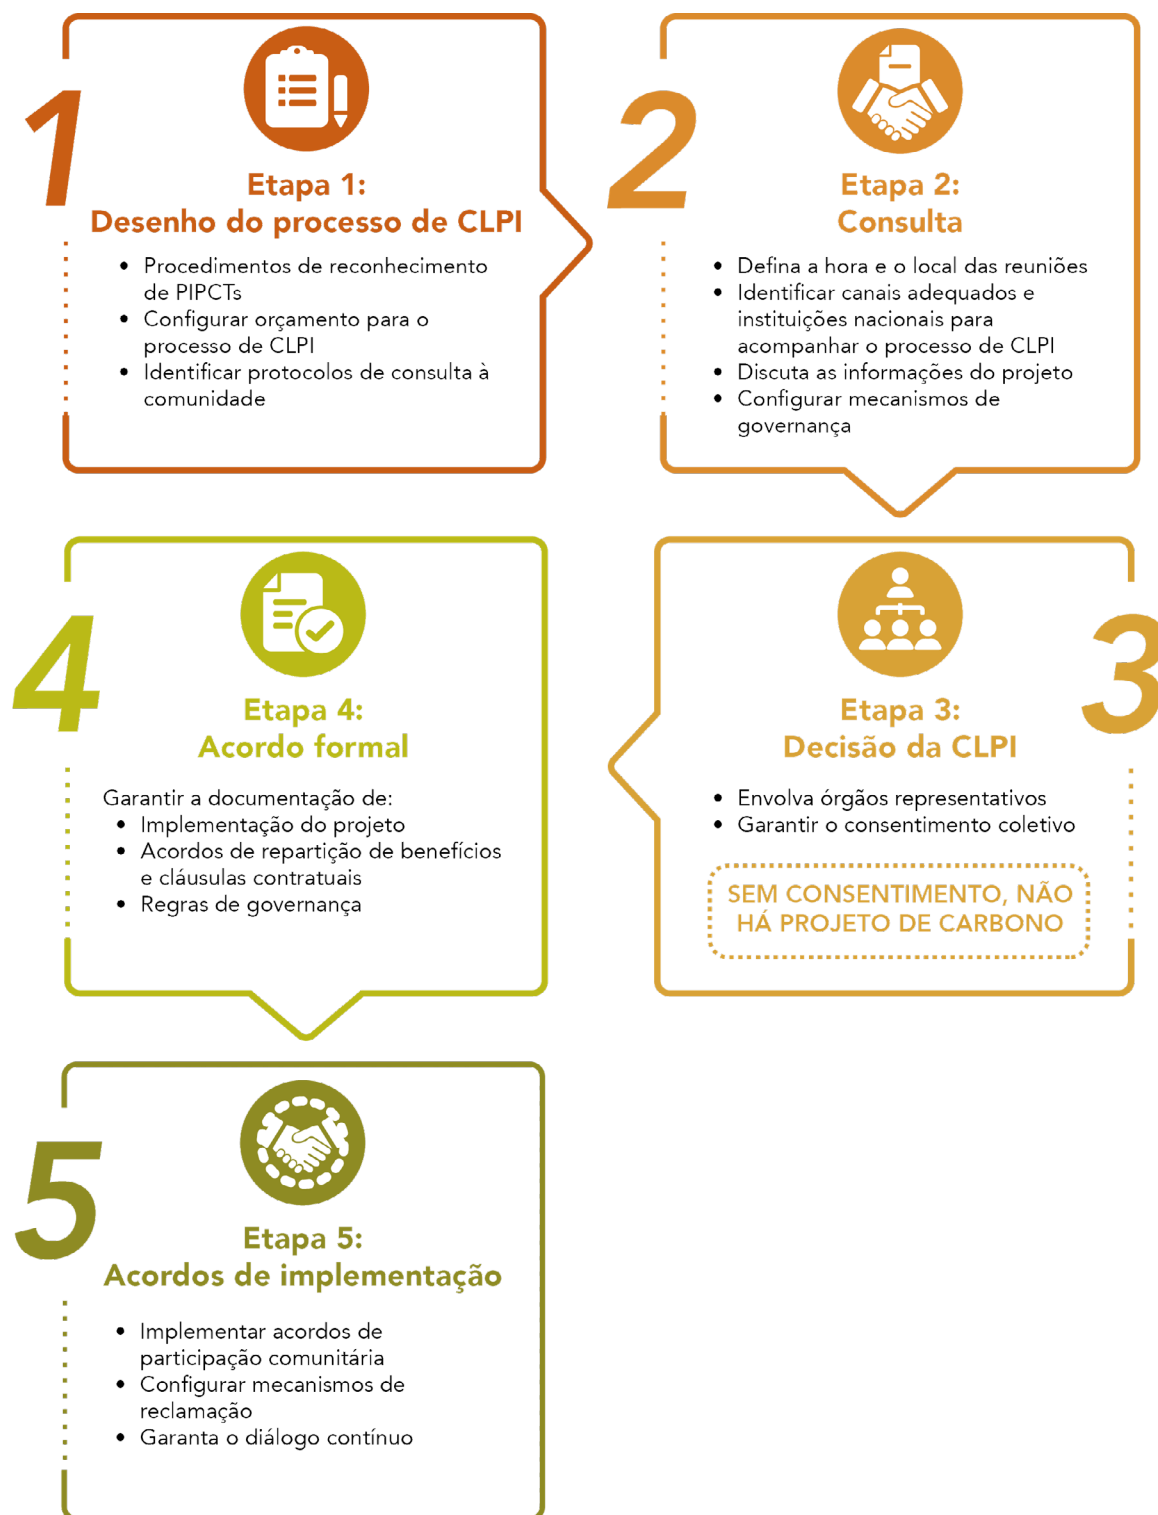 1
Etapa 1:
Desenho do processo de CLPI
• Procedimentos de reconhecimento
de PIPCTs
• Configurar orçamento para o
processo de CLPI
• Identificar protocolos de consulta à
comunidade
2
Etapa 2:
Consulta
• Defina a hora e o local das reuniões
• Identificar canais adequados e
instituições nacionais para
acompanhar o processo de CLPI
• Discuta as informações do projeto
• Configurar mecanismos de
governança
3
Etapa 3:
Decisão da CLPI
• Envolva órgãos representativos
• Garantir o consentimento coletivo
SEM CONSENTIMENTO, NÃO
HÁ PROJETO DE CARBONO
4
Etapa 4:
Acordo formal
Garantir a documentação de:
• Implementação do projeto
• Acordos de repartição de benefícios
e cláusulas contratuais
• Regras de governança
5
Etapa 5:
Acordos de implementação
• Implementar acordos de
participação comunitária
• Configurar mecanismos de
reclamação
• Garanta o diálogo contínuo